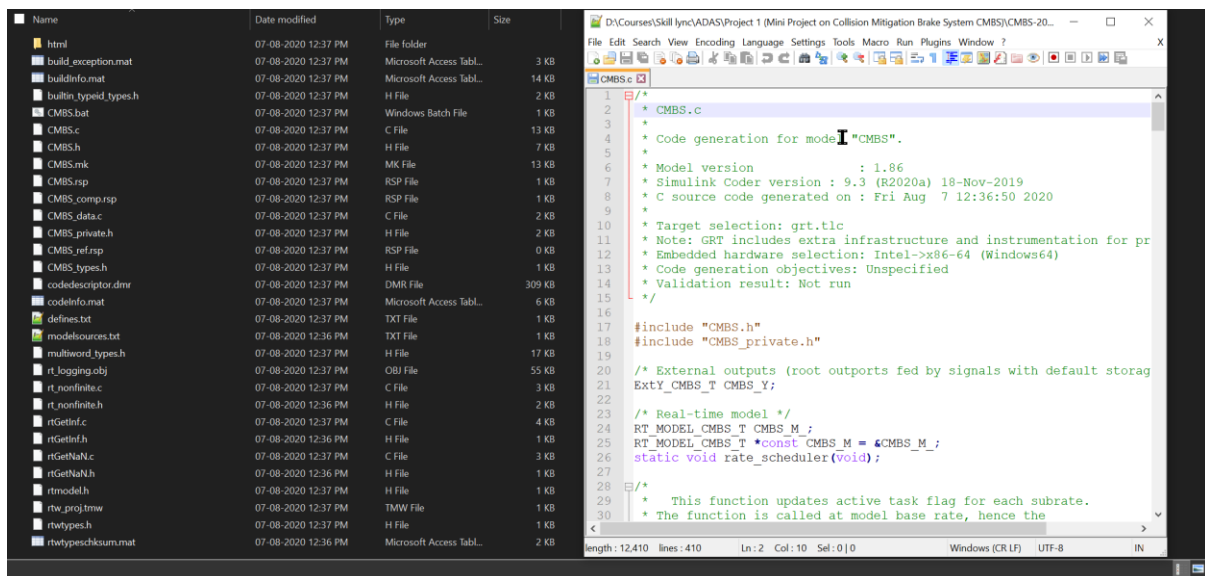 Name Date modified Type Size
html 07-08-2020 12:37 PM File folder
build_exception.mat 07-08-2020 12:37 PM Microsoft Access Tabl... 3 KB
buildInfo.mat 07-08-2020 12:37 PM Microsoft Access Tabl... 14 KB
builtin_typeid_types.h 07-08-2020 12:37 PM H File 2 KB
CMBS.bat 07-08-2020 12:37 PM Windows Batch File 1 KB
CMBS.c 07-08-2020 12:37 PM C File 13 KB
CMBS.h 07-08-2020 12:37 PM H File 7 KB
CMBS.mk 07-08-2020 12:37 PM MK File 13 KB
CMBS.rsp 07-08-2020 12:37 PM RSP File 1 KB
CMBS_comp.rsp 07-08-2020 12:37 PM RSP File 1 KB
CMBS_data.c 07-08-2020 12:37 PM C File 2 KB
CMBS_private.h 07-08-2020 12:37 PM H File 2 KB
CMBS_ref.rsp 07-08-2020 12:37 PM RSP File 0 KB
CMBS_types.h 07-08-2020 12:37 PM H File 1 KB
codedescriptor.dmr 07-08-2020 12:37 PM DMR File 309 KB
codeInfo.mat 07-08-2020 12:37 PM Microsoft Access Tabl... 6 KB
defines.txt 07-08-2020 12:37 PM TXT File 1 KB
modelsources.txt 07-08-2020 12:36 PM TXT File 1 KB
multiword_types.h 07-08-2020 12:37 PM H File 17 KB
rt_logging.obj 07-08-2020 12:37 PM OBJ File 55 KB
rt_nonfinite.c 07-08-2020 12:37 PM C File 3 KB
rt_nonfinite.h 07-08-2020 12:36 PM H File 2 KB
rtGetInf.c 07-08-2020 12:37 PM C File 4 KB
rtGetInf.h 07-08-2020 12:36 PM H File 1 KB
rtGetNaN.c 07-08-2020 12:37 PM C File 3 KB
rtGetNaN.h 07-08-2020 12:36 PM H File 1 KB
rtmodel.h 07-08-2020 12:37 PM H File 1 KB
rtw_proj.tmw 07-08-2020 12:37 PM TMW File 1 KB
rtwtypes.h 07-08-2020 12:37 PM H File 1 KB
rtwtypeschksum.mat 07-08-2020 12:36 PM Microsoft Access Tabl... 2 KB
D:\Courses\Skill lync\ADAS\Project 1 (Mini Project on Collision Mitigation Brake System CMBS)\CMBS-20...
File Edit Search View Encoding Language Settings Tools Macro Run Plugins Window ? X
CMBS.c
1 /*
2 * CMBS.c
3 *
4 * Code generation for model "CMBS".
5 *
6 * Model version : 1.86
7 * Simulink Coder version : 9.3 (R2020a) 18-Nov-2019
8 * C source code generated on : Fri Aug 7 12:36:50 2020
9 *
10 * Target selection: grt.tlc
11 * Note: GRT includes extra infrastructure and instrumentation for pr
12 * Embedded hardware selection: Intel->x86-64 (Windows64)
13 * Code generation objectives: Unspecified
14 * Validation result: Not run
15 */
16
17 #include "CMBS.h"
18 #include "CMBS_private.h"
19
20 /* External outputs (root outports fed by signals with default storag
21 ExtY_CMBS_T CMBS_Y;
22
23 /* Real-time model */
24 RT_MODEL_CMBS_T CMBS_M_;
25 RT_MODEL_CMBS_T *const CMBS_M = &CMBS_M_;
26 static void rate_scheduler(void);
27
28 /*
29 * This function updates active task flag for each subrate.
30 * The function is called at model base rate, hence the
length : 12,410 lines : 410 Ln : 2 Col : 10 Sel : 0 | 0 Windows (CR LF) UTF-8 IN